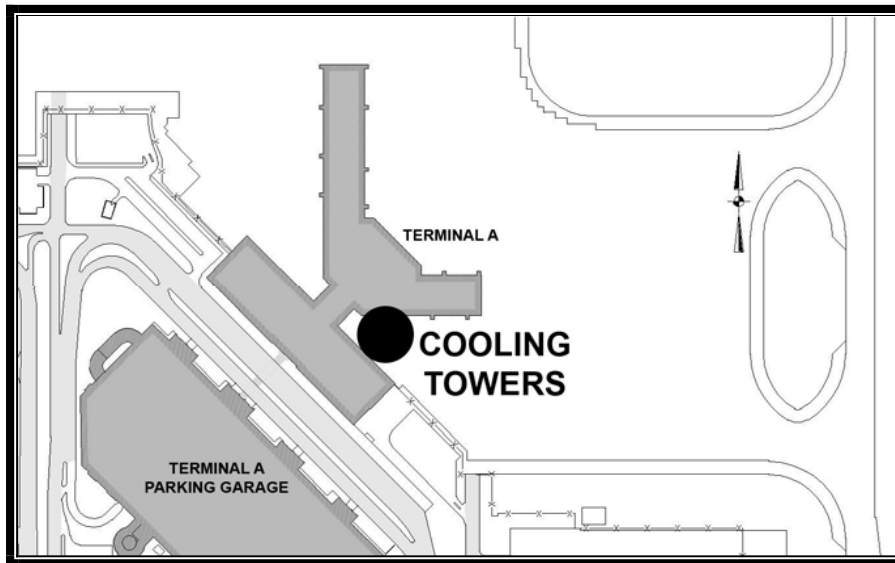 TERMINAL A
COOLING
TOWERS
TERMINAL A
PARKING GARAGE